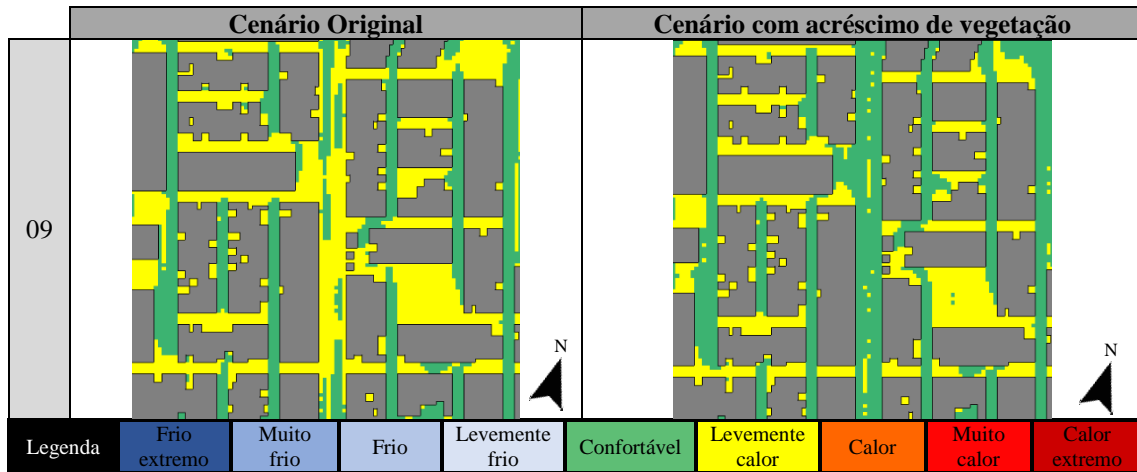 Cenário Original
Cenário com acréscimo de vegetação
09
N
N
Legenda
Frio
extremo
Muito
frio
Frio
Levemente
frio
Confortável
Levemente
calor
Calor
Muito
calor
Calor
extremo